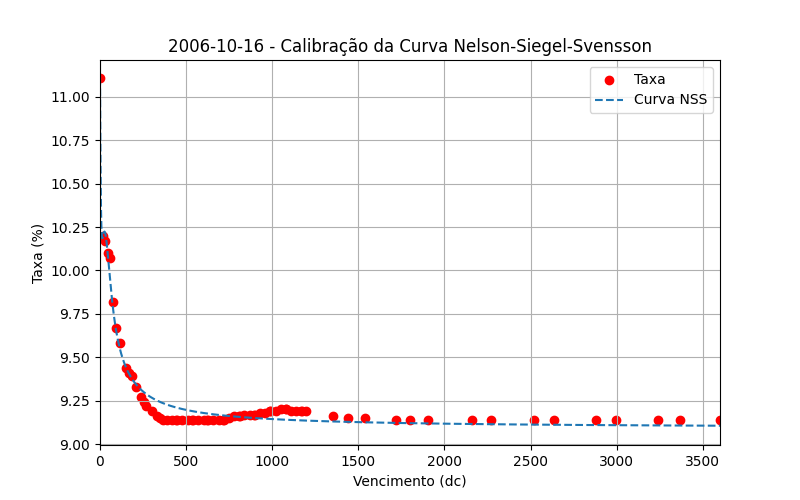 2006-10-16 - Calibração da Curva Nelson-Siegel-Svensson
Taxa
Curva NSS
Taxa (%)
11.00
10.75
10.50
10.25
10.00
9.75
9.50
9.25
9.00
0 500 1000 1500 2000 2500 3000 3500
Vencimento (dc)